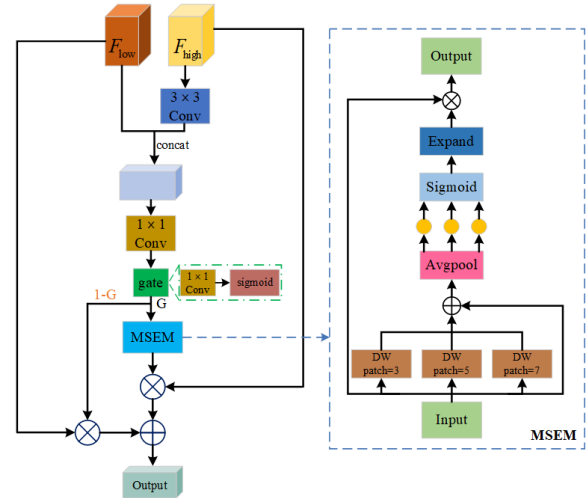 F_low
F_high
3 × 3
Conv
concat
1 × 1
Conv
gate
1 × 1
Conv
sigmoid
1-G
G
MSEM
Output
Output
Expand
Sigmoid
Avgpool
DW
patch=3
DW
patch=5
DW
patch=7
Input
MSEM